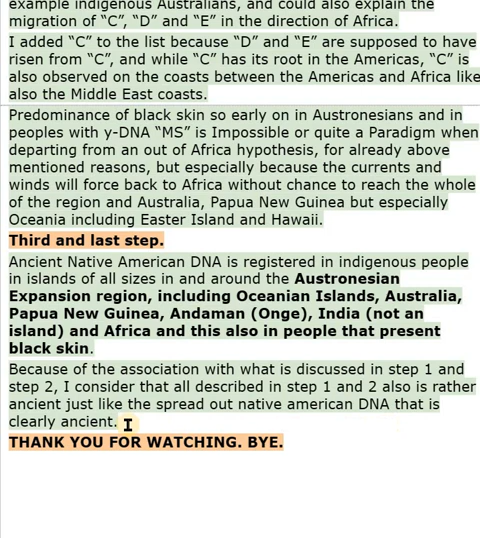 example indigenous Australians, and could also explain the
migration of “C”, “D” and “E” in the direction of Africa.
I added “C” to the list because “D” and “E” are supposed to have
risen from “C”, and while “C” has its root in the Americas, “C” is
also observed on the coasts between the Americas and Africa like
also the Middle East coasts.
Predominance of black skin so early on in Austronesians and in
peoples with y-DNA “MS” is Impossible or quite a Paradigm when
departing from an out of Africa hypothesis, for already above
mentioned reasons, but especially because the currents and
winds will force back to Africa without chance to reach the whole
of the region and Australia, Papua New Guinea but especially
Oceania including Easter Island and Hawaii.
Third and last step.
Ancient Native American DNA is registered in indigenous people
in islands of all sizes in and around the Austronesian
Expansion region, including Oceanian Islands, Australia,
Papua New Guinea, Andaman (Onge), India (not an
island) and Africa and this also in people that present
black skin.
Because of the association with what is discussed in step 1 and
step 2, I consider that all described in step 1 and 2 also is rather
ancient just like the spread out native american DNA that is
clearly ancient.
THANK YOU FOR WATCHING. BYE.